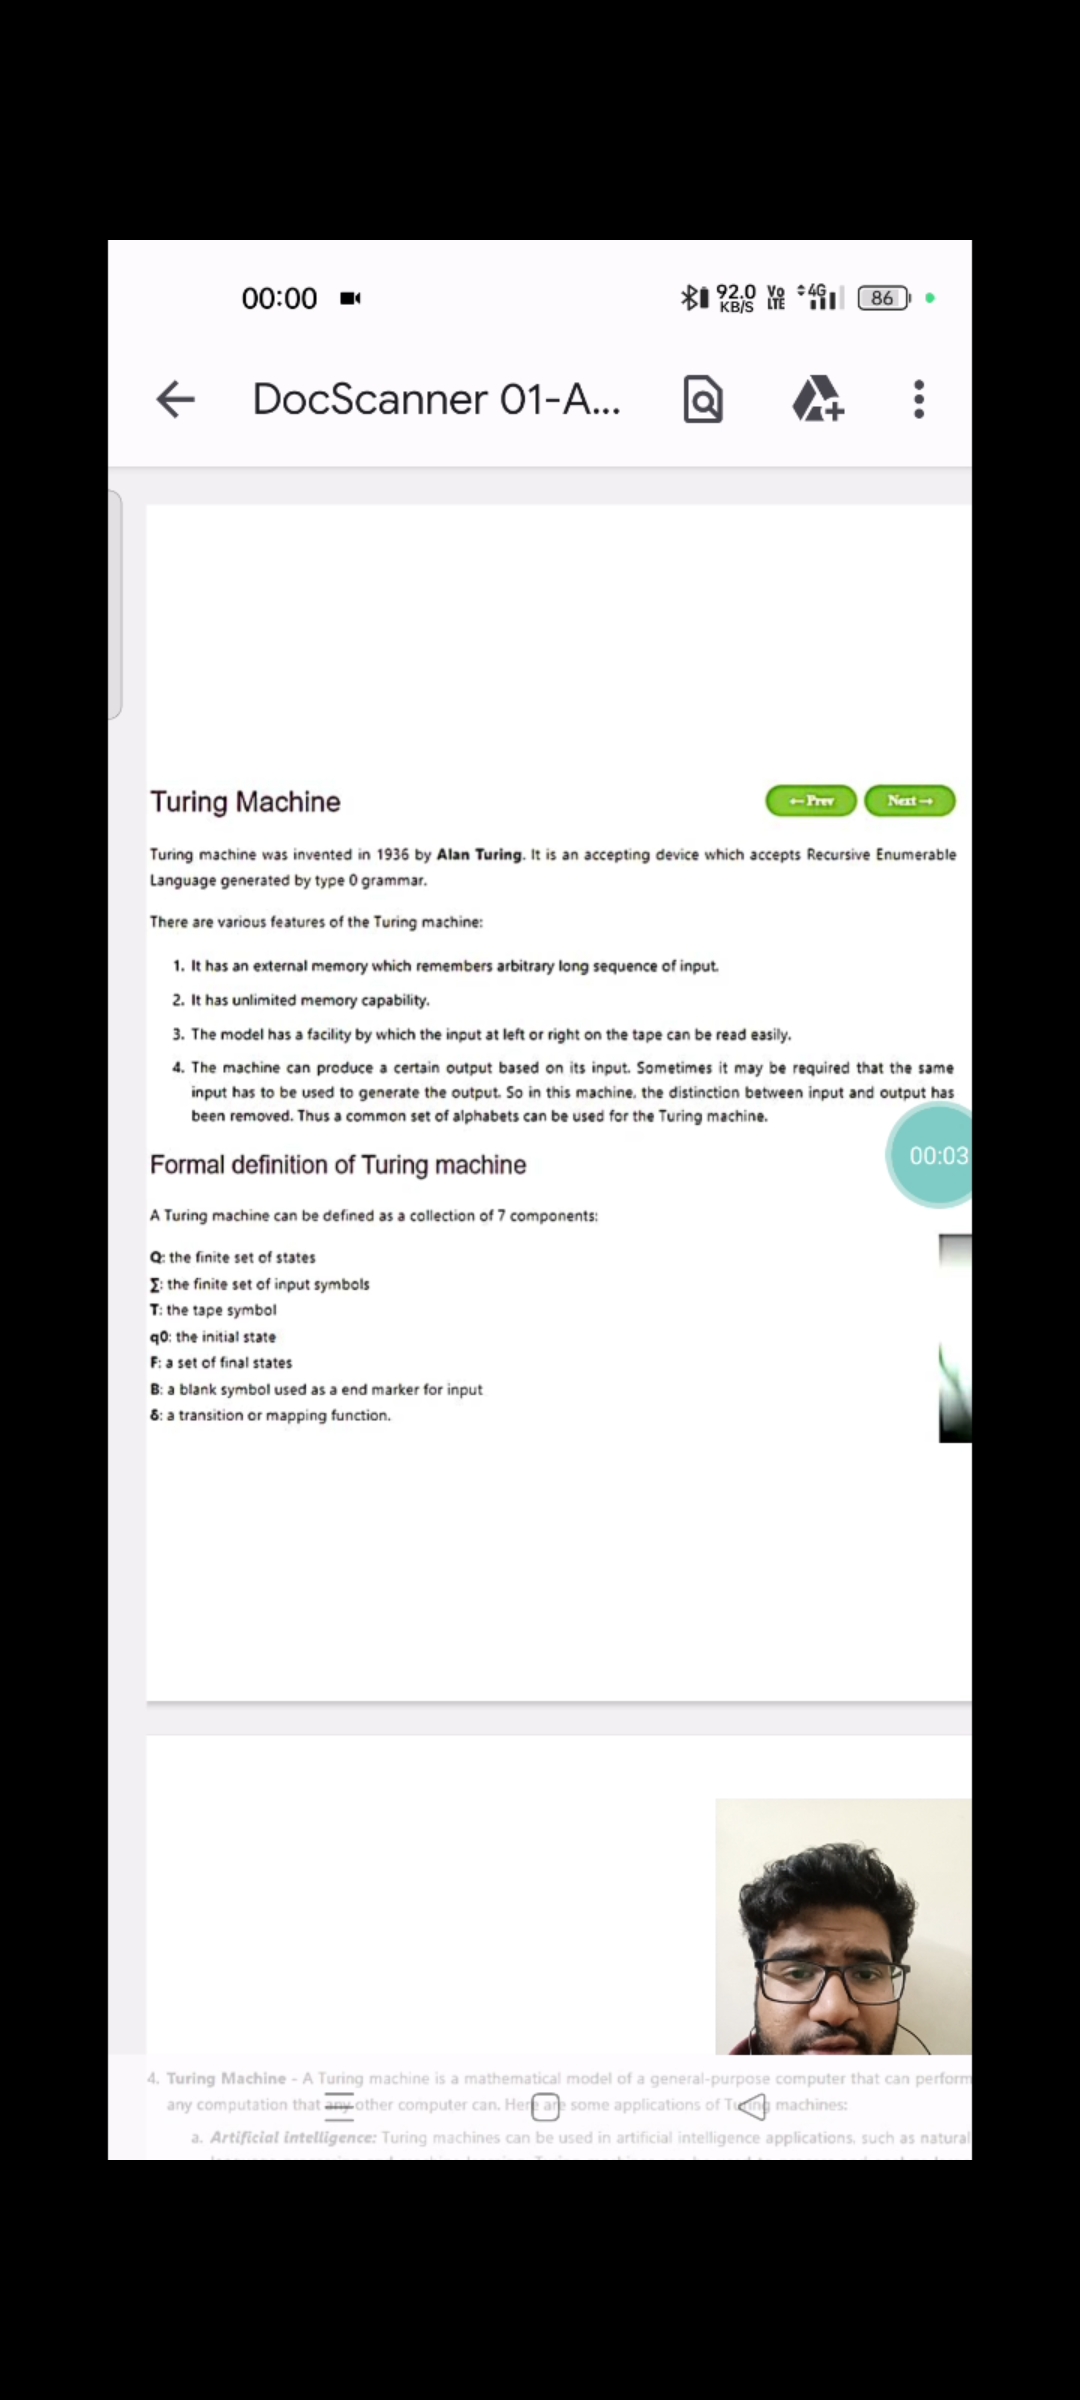 00:00
92.0 KB/S Vo LTE 4G 86
DocScanner 01-A...
Turing Machine
←Prev Next→
Turing machine was invented in 1936 by Alan Turing. It is an accepting device which accepts Recursive Enumerable
Language generated by type 0 grammar.
There are various features of the Turing machine:
1. It has an external memory which remembers arbitrary long sequence of input.
2. It has unlimited memory capability.
3. The model has a facility by which the input at left or right on the tape can be read easily.
4. The machine can produce a certain output based on its input. Sometimes it may be required that the same
input has to be used to generate the output. So in this machine, the distinction between input and output has
been removed. Thus a common set of alphabets can be used for the Turing machine.
00:03
Formal definition of Turing machine
A Turing machine can be defined as a collection of 7 components:
Q: the finite set of states
∑: the finite set of input symbols
T: the tape symbol
q0: the initial state
F: a set of final states
B: a blank symbol used as a end marker for input
δ: a transition or mapping function.
4. Turing Machine - A Turing machine is a mathematical model of a general-purpose computer that can perform
any computation that any other computer can. Here are some applications of Turing machines:
a. Artificial intelligence: Turing machines can be used in artificial intelligence applications, such as natural